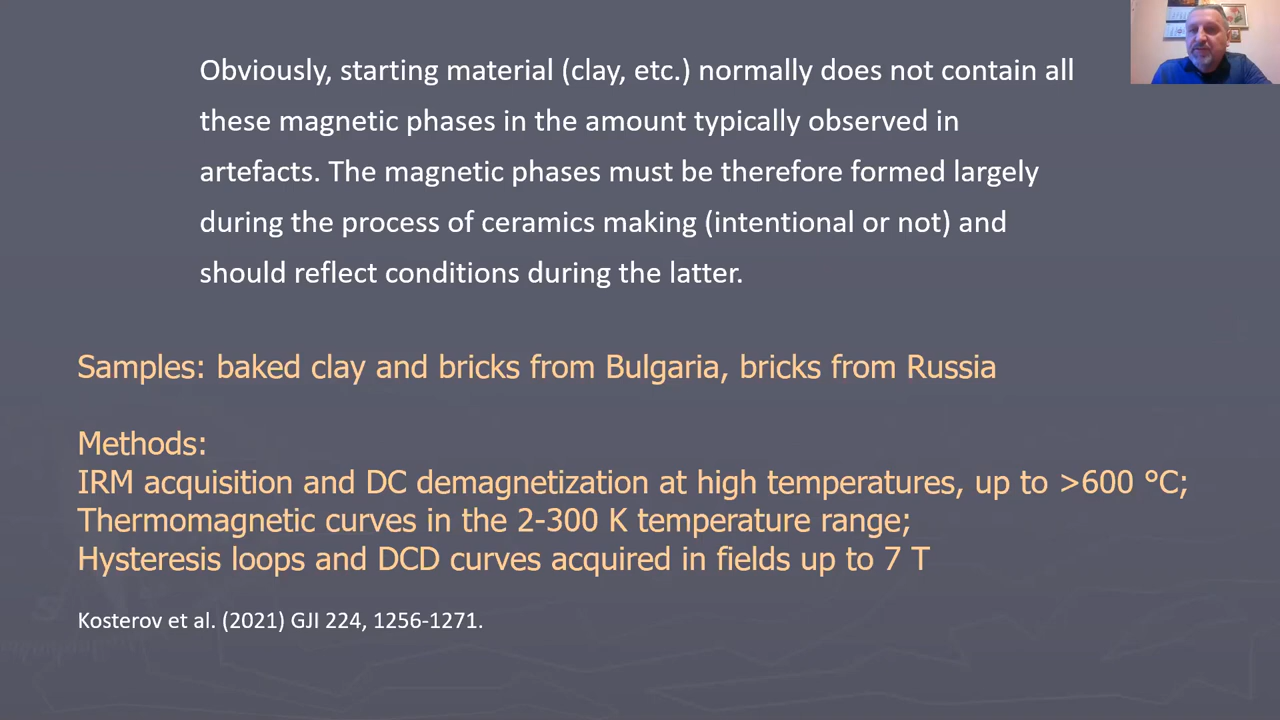 Obviously, starting material (clay, etc.) normally does not contain all
these magnetic phases in the amount typically observed in
artefacts. The magnetic phases must be therefore formed largely
during the process of ceramics making (intentional or not) and
should reflect conditions during the latter.
Samples: baked clay and bricks from Bulgaria, bricks from Russia
Methods:
IRM acquisition and DC demagnetization at high temperatures, up to >600 °C;
Thermomagnetic curves in the 2-300 K temperature range;
Hysteresis loops and DCD curves acquired in fields up to 7 T
Kosterov et al. (2021) GJI 224, 1256-1271.